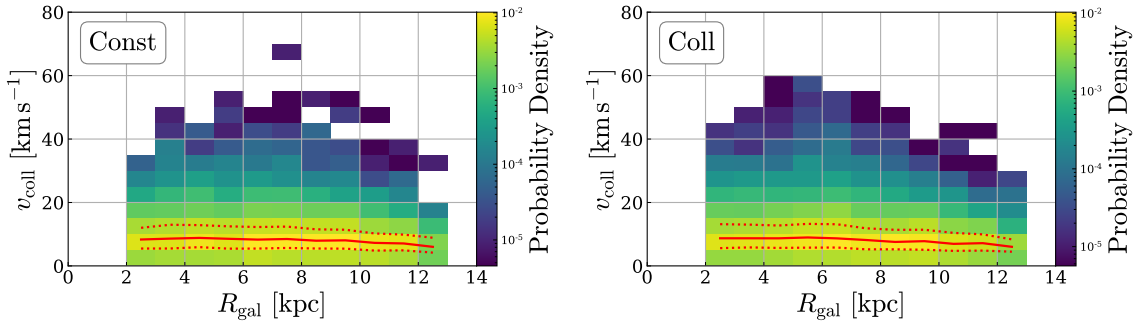 Const
80
60
40
20
0
v_coll [km s⁻¹]
0 2 4 6 8 10 12 14
R_gal [kpc]
10⁻²
10⁻³
10⁻⁴
10⁻⁵
Probability Density
Coll
80
60
40
20
0
v_coll [km s⁻¹]
0 2 4 6 8 10 12 14
R_gal [kpc]
10⁻²
10⁻³
10⁻⁴
10⁻⁵
Probability Density